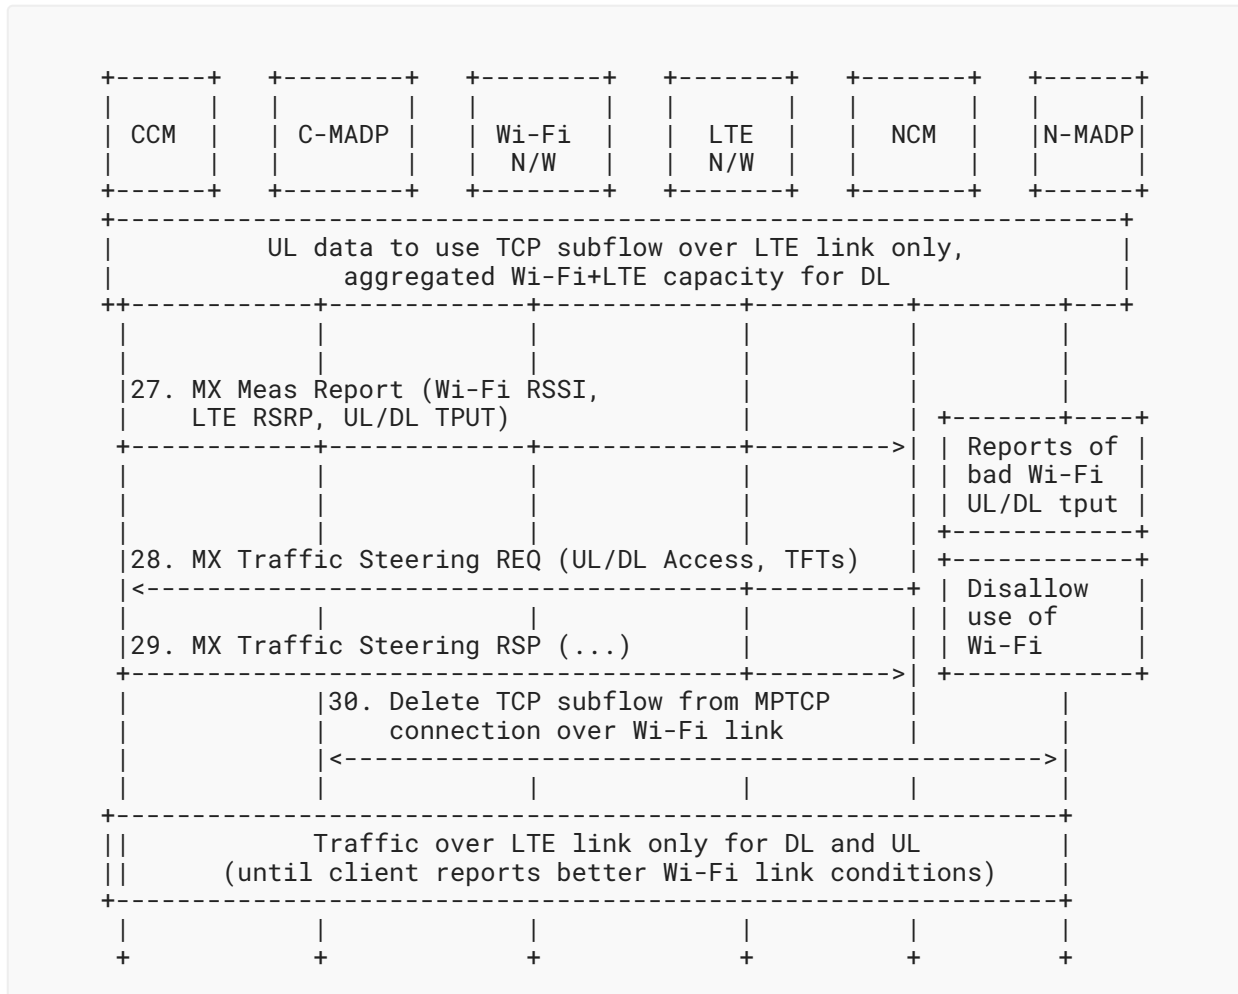 +------+   +--------+   +--------+   +-------+   +-------+   +------+
|      |   |        |   |        |   |       |   |       |   |      |
| CCM  |   | C-MADP |   | Wi-Fi  |   |  LTE  |   |  NCM  |   |N-MADP|
|      |   |        |   |  N/W   |   |  N/W  |   |       |   |      |
+------+   +--------+   +--------+   +-------+   +-------+   +------+
+------------------------------------------------------------------+
|          UL data to use TCP subflow over LTE link only,          |
|               aggregated Wi-Fi+LTE capacity for DL               |
++------------+-------------+-------------+----------+---------+---+
 |            |             |             |          |         |
 |            |             |             |          |         |
 |27. MX Meas Report (Wi-Fi RSSI,         |          |         |
 |    LTE RSRP, UL/DL TPUT)               |          | +-------+----+
 +------------+-------------+-------------+--------->| | Reports of |
 |            |             |             |          | | bad Wi-Fi  |
 |            |             |             |          | | UL/DL tput |
 |            |             |             |          | +------------+
 |28. MX Traffic Steering REQ (UL/DL Access, TFTs)   | +------------+
 |<---------------------------------------+----------+ | Disallow   |
 |            |             |             |          | | use of     |
 |29. MX Traffic Steering RSP (...)       |          | | Wi-Fi      |
 +----------------------------------------+--------->| +------------+
 |            |30. Delete TCP subflow from MPTCP     |         |
 |            |    connection over Wi-Fi link        |         |
 |            |<---------------------------------------------->|
 |            |             |             |          |         |
+--------------------------------------------------------------+
||            Traffic over LTE link only for DL and UL         |
||      (until client reports better Wi-Fi link conditions)    |
+--------------------------------------------------------------+
 |            |             |             |          |         |
 +            +             +             +          +         +